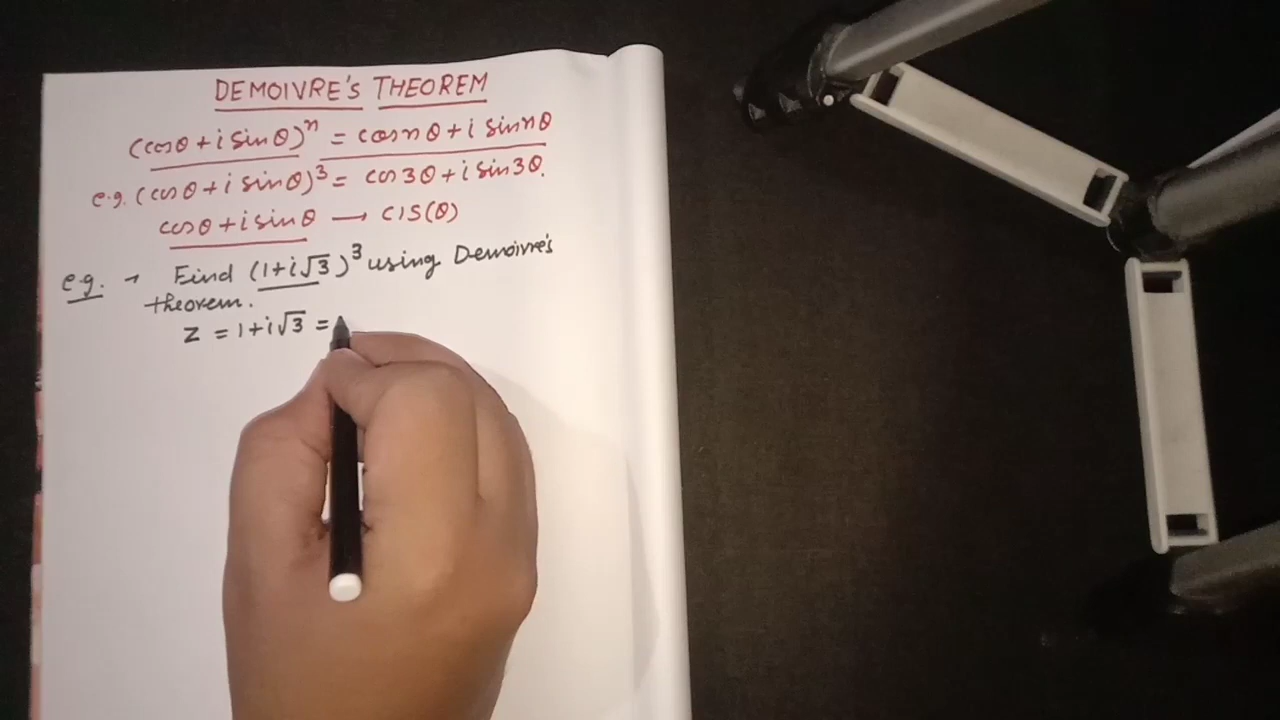 DEMOIVRE'S THEOREM
(cosθ + i sinθ)ⁿ = cosnθ + i sinnθ
e.g. (cosθ + i sinθ)³ = cos3θ + i sin3θ.
cosθ + i sinθ → CIS(θ)
e.g. → Find (1+i√3)³ using Demoivre's
theorem.
Z = 1+i√3 =